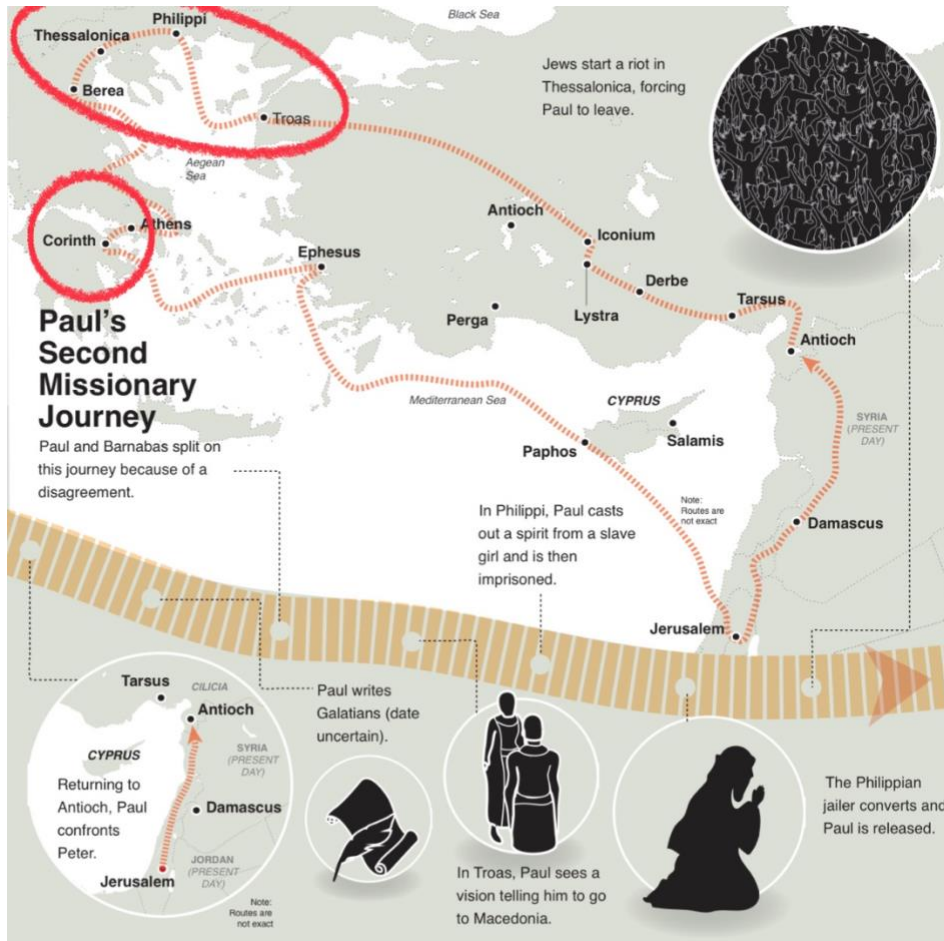 Black Sea
Philippi
Thessalonica
Berea
Troas
Aegean
Sea
Athens
Corinth
Ephesus
Antioch
Iconium
Lystra
Derbe
Perga
Tarsus
Antioch
Jews start a riot in
Thessalonica, forcing
Paul to leave.
Paul's
Second
Missionary
Journey
Paul and Barnabas split on
this journey because of a
disagreement.
Mediterranean Sea
CYPRUS
Salamis
Paphos
SYRIA
(PRESENT
DAY)
Note:
Routes are
not exact
Damascus
Jerusalem
In Philippi, Paul casts
out a spirit from a slave
girl and is then
imprisoned.
Tarsus
CILICIA
Antioch
CYPRUS
SYRIA
(PRESENT
DAY)
Returning to
Antioch, Paul
confronts
Peter.
Damascus
JORDAN
(PRESENT
DAY)
Jerusalem
Note:
Routes are
not exact
Paul writes
Galatians (date
uncertain).
In Troas, Paul sees a
vision telling him to go
to Macedonia.
The Philippian
jailer converts and
Paul is released.